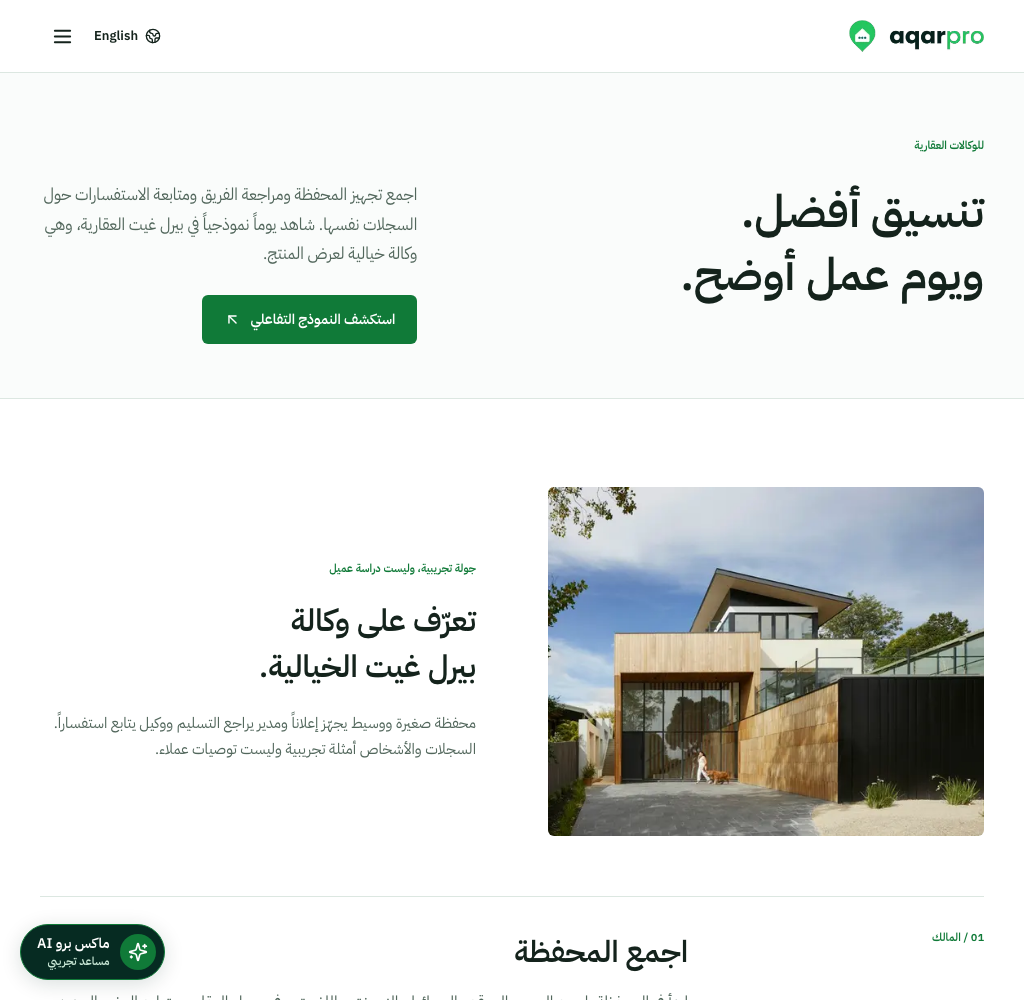 aqarpro
English
للوكالات العقارية
تنسيق أفضل.
ويوم عمل أوضح.
اجمع تجهيز المحفظة ومراجعة الفريق ومتابعة الاستفسارات حول
السجلات نفسها. شاهد يوماً نموذجياً في بيرل غيت العقارية، وهي
وكالة خيالية لعرض المنتج.
استكشف النموذج التفاعلي
جولة تجريبية، وليست دراسة عميل
تعرّف على وكالة
بيرل غيت الخيالية.
محفظة صغيرة ووسيط يجهّز إعلاناً ومدير يراجع التسليم ووكيل يتابع استفساراً.
السجلات والأشخاص أمثلة تجريبية وليست توصيات عملاء.
01 / المالك
اجمع المحفظة
ماكس برو AI
مساعد تجريبي